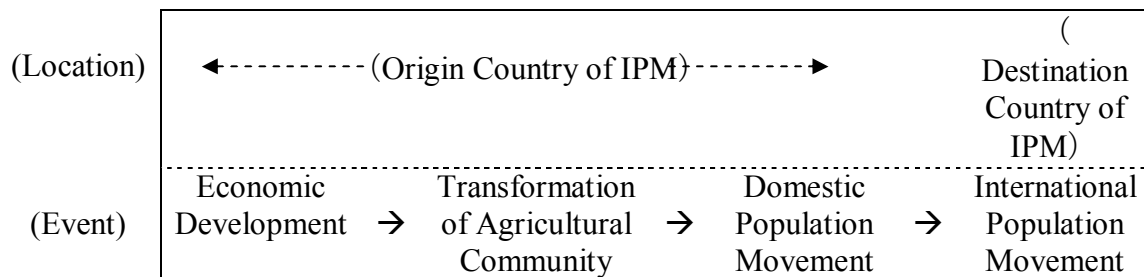 (Location)
(Origin Country of IPM)
(
Destination
Country of
IPM)
(Event)
Economic
Development
→
Transformation
of Agricultural
Community
→
Domestic
Population
Movement
→
International
Population
Movement